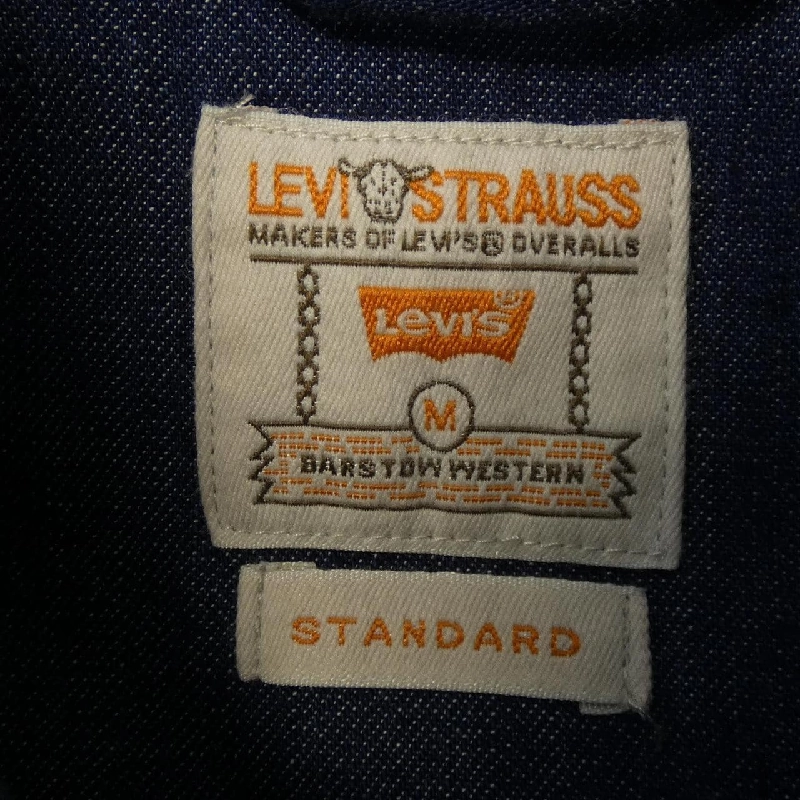 LEVI STRAUSS
MAKERS OF LEVI'S® OVERALLS
LEVI'S®
M
BARSTOW WESTERN
STANDARD